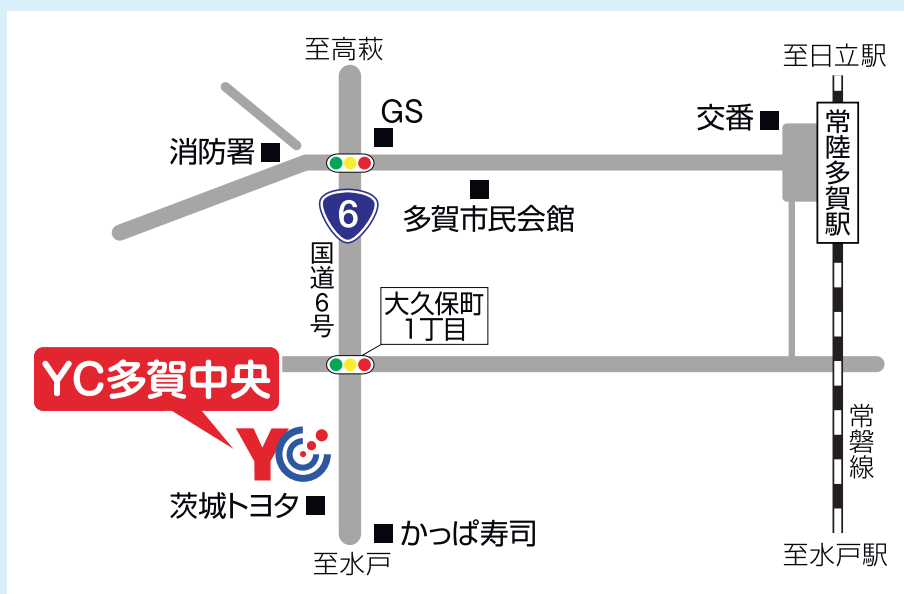 至高萩
至日立駅
GS
交番
消防署
常陸多賀駅
6
多賀市民会館
国道6号
大久保町
1丁目
YC多賀中央
YC
常磐線
茨城トヨタ
かっぱ寿司
至水戸
至水戸駅